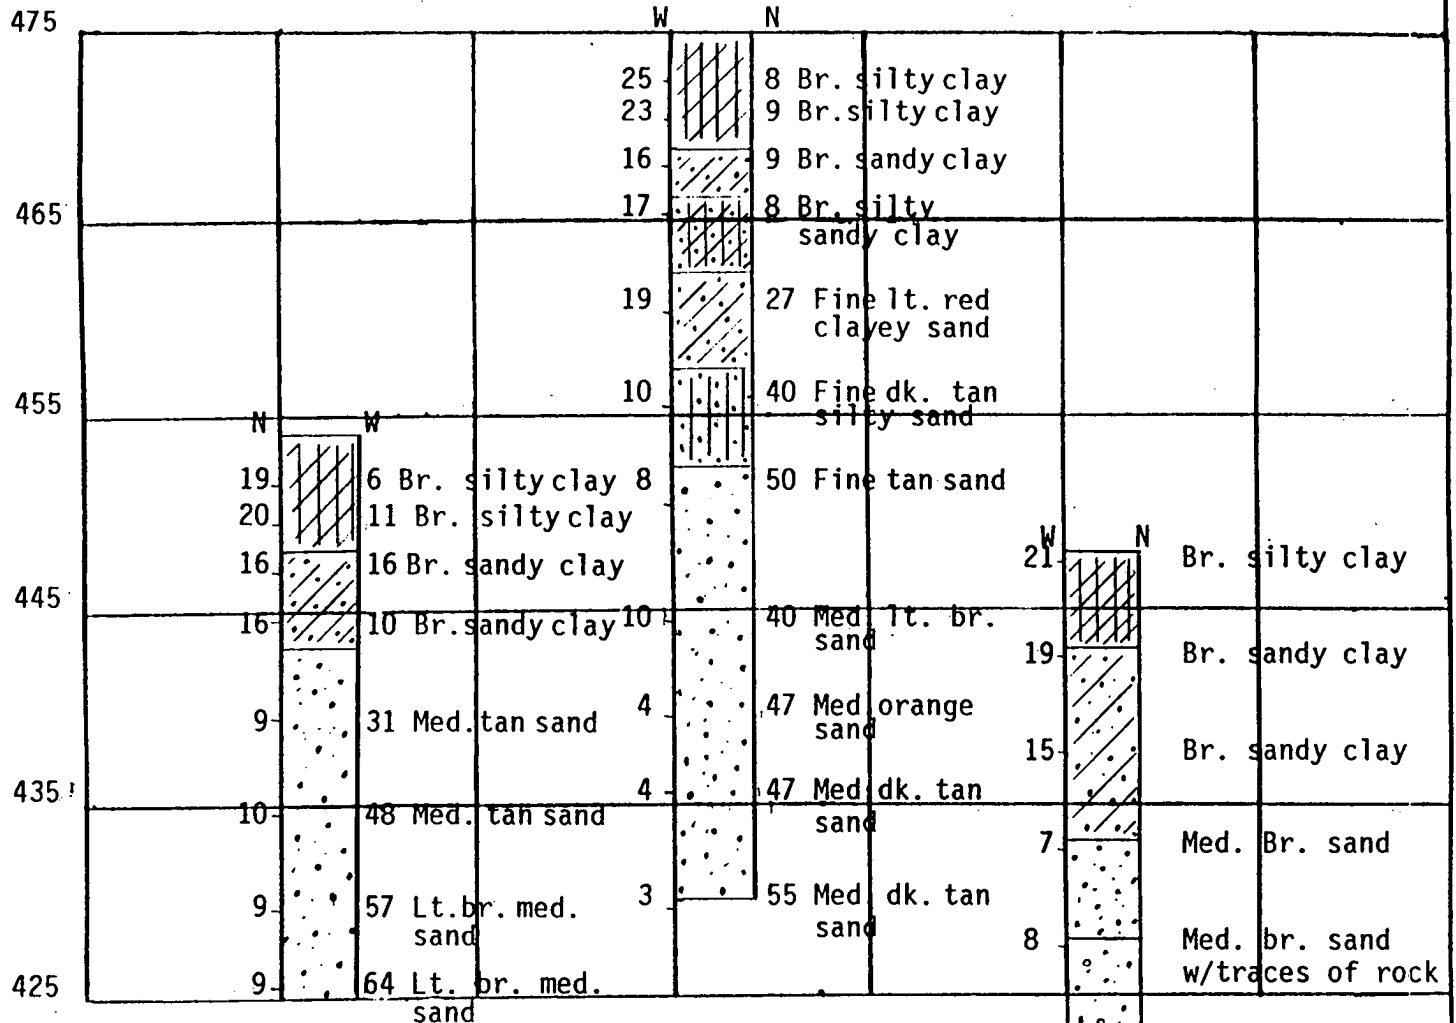 475
W N
25 8 Br. silty clay
23 9 Br. silty clay
16 9 Br. sandy clay
17 8 Br. silty
sandy clay
465
19 27 Fine lt. red
clayey sand
10 40 Fine dk. tan
silty sand
455
N W
19 6 Br. silty clay
8 50 Fine tan sand
20 11 Br. silty clay
W N
21 Br. silty clay
16 16 Br. sandy clay
445
16 10 Br. sandy clay
10 40 Med. lt. br.
sand
19 Br. sandy clay
9 31 Med. tan sand
4 47 Med. orange
sand
15 Br. sandy clay
435
4 47 Med. dk. tan
sand
10 48 Med. tan sand
7 Med. Br. sand
9 57 Lt. br. med.
sand
3 55 Med. dk. tan
sand
8 Med. br. sand
w/traces of rock
425
9 64 Lt. br. med.
sand